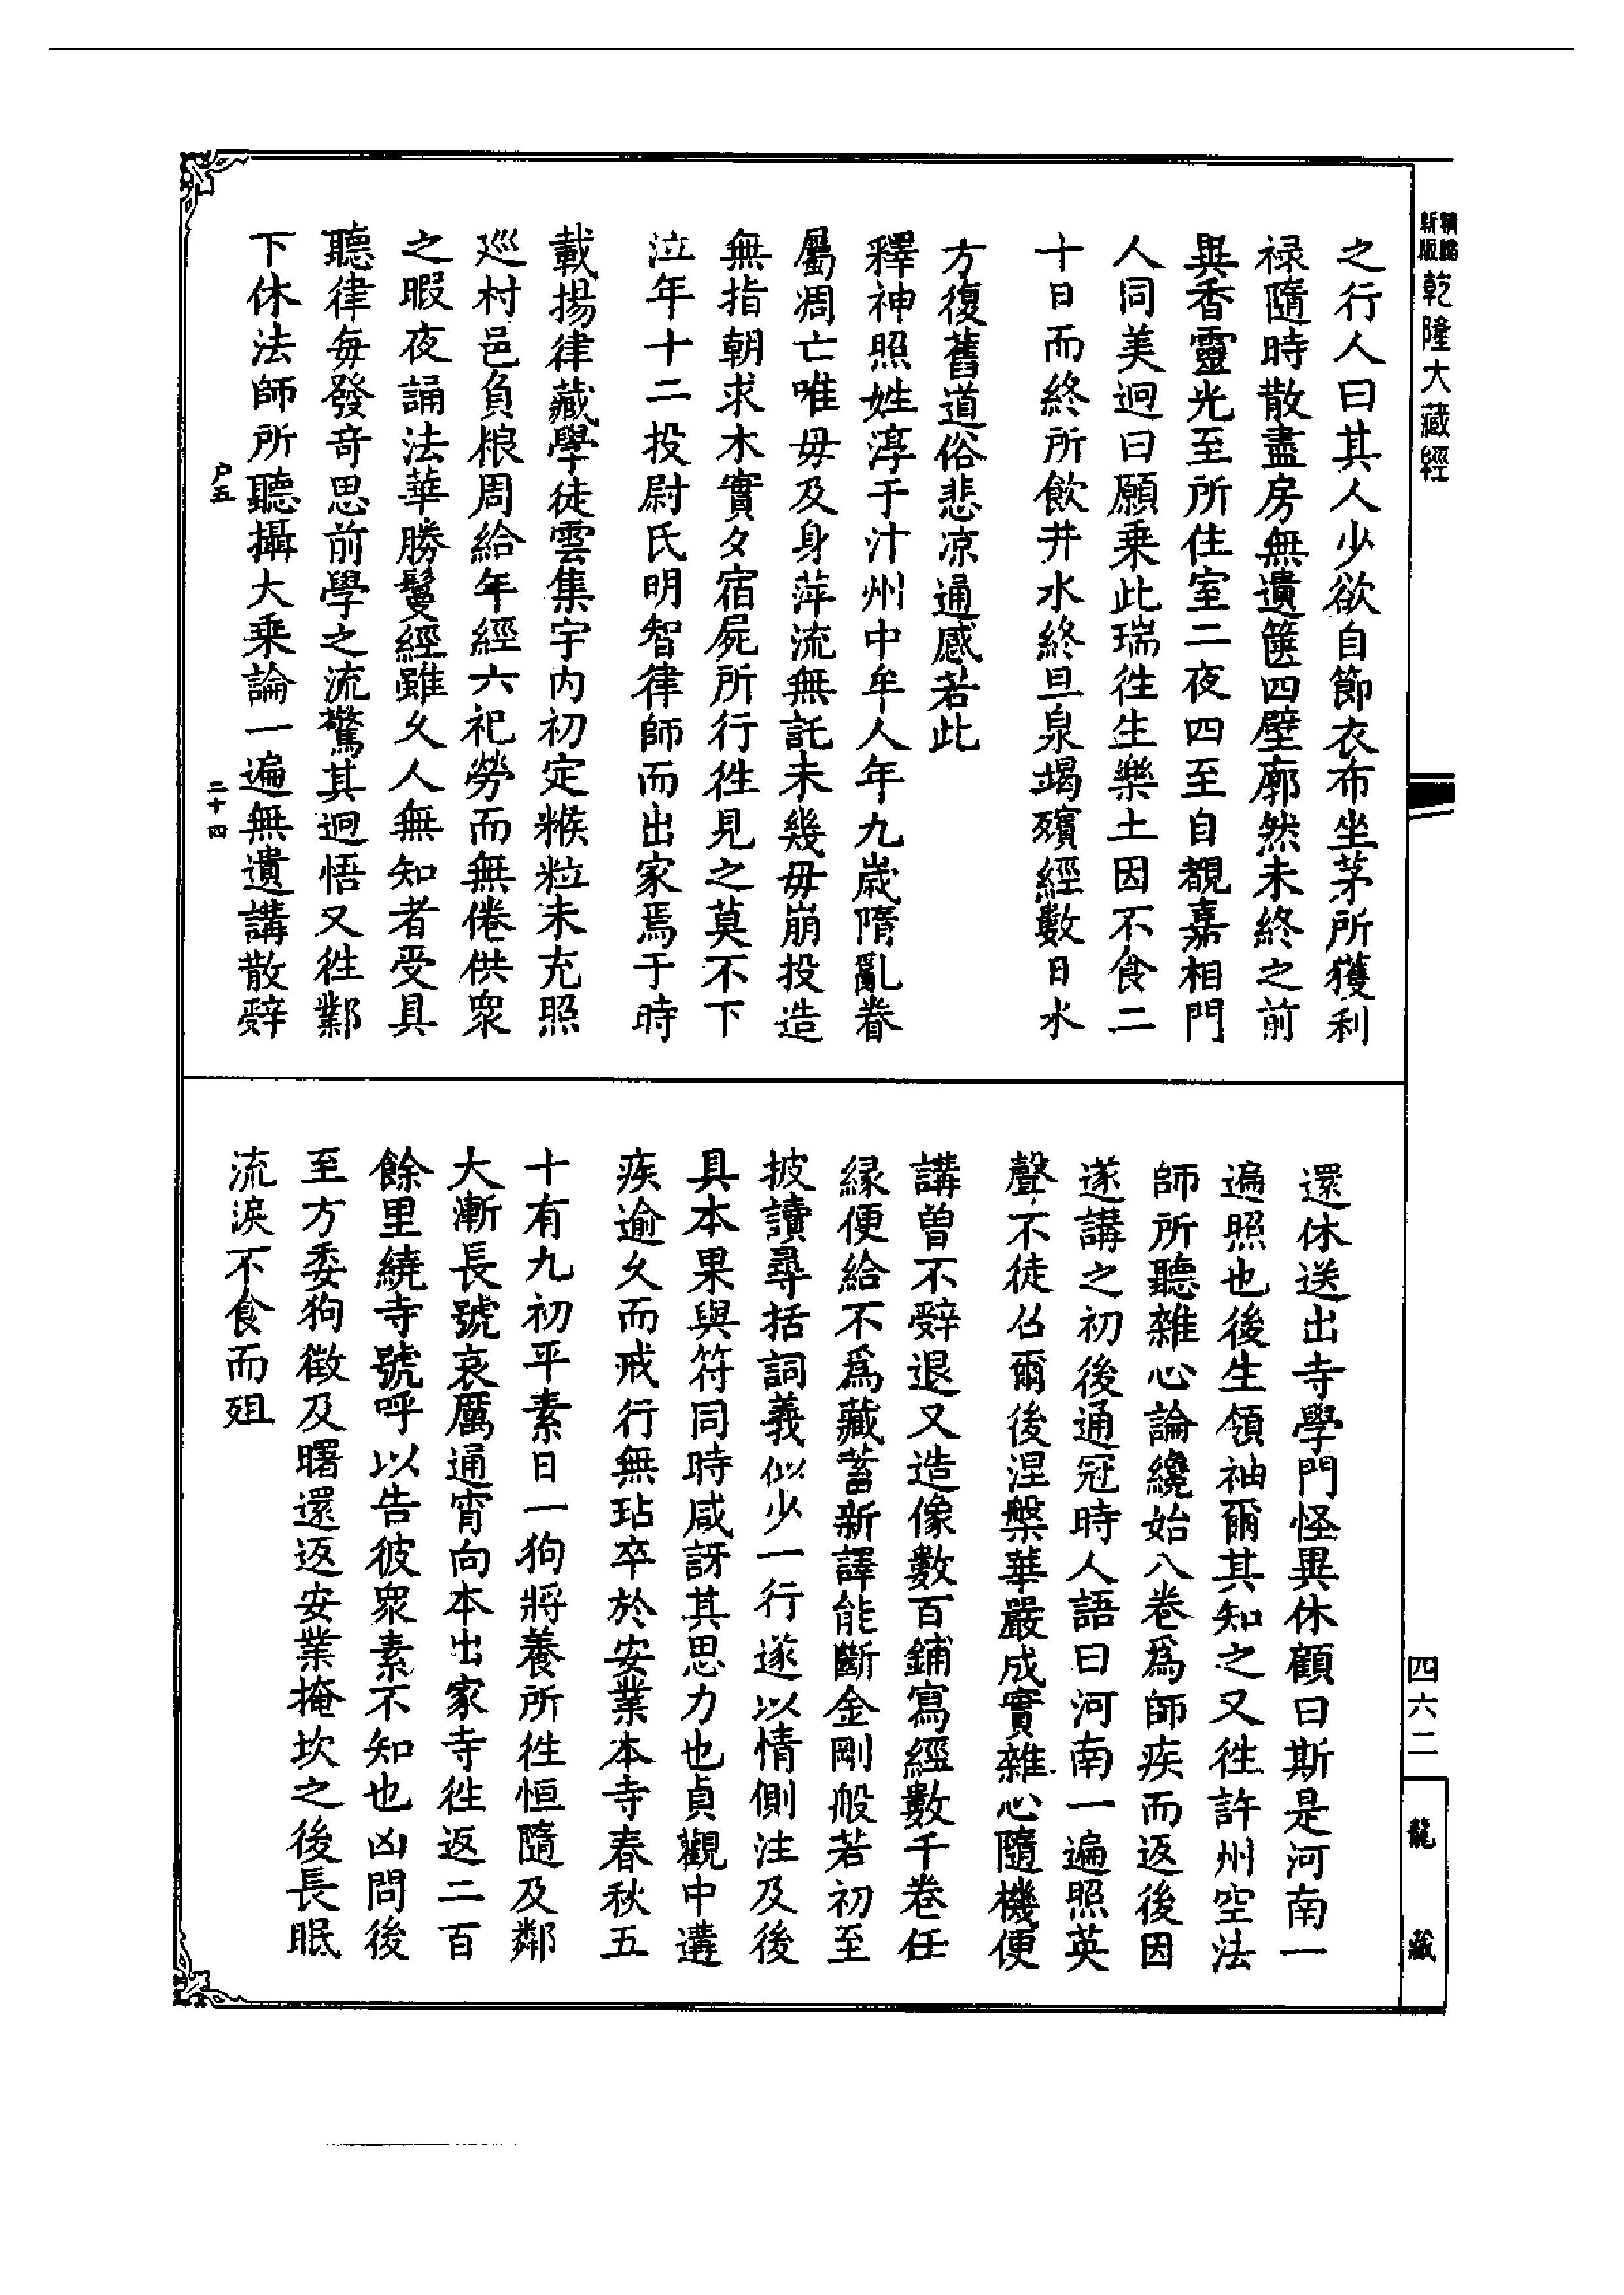 精編
新版
乾隆大藏經
之行人曰其人少欲自節衣布坐茅所獲利
禄隨時散盡房無遺篋四壁廓然未終之前
異香靈光至所住室二夜四至自覩嘉相門
人同美迥曰願乗此瑞徃生樂土因不食二
十日而終所飲井水終旦泉竭殯經數日水
方復舊道俗悲凉通感若此
釋神照姓淳于汴州中牟人年九歳隋亂眷
屬凋亡唯毋及身萍流無託未幾毋崩投造
無指朝求木實夕宿屍所行徃見之莫不下
泣年十二投尉氏明智律師而出家焉于時
載揚律藏學徒雲集宇内初定糇粒未充照
廵村邑負粮周給年經六祀勞而無倦供衆
之暇夜誦法華勝鬘經雖久人無知者受具
聽律毎發竒思前學之流驚其迥悟又徃鄴
下休法師所聽攝大乗論一遍無遺講散辤
户五
二十四
還休送出寺學門怪異休顧曰斯是河南一
遍照也後生領袖爾其知之又徃許州空法
師所聽雜心論纔始八卷爲師疾而返後因
遂講之初後通冠時人語曰河南一遍照英
聲不徒召爾後涅槃華嚴成實雜心隨機便
講曽不辤退又造像數百鋪寫經數千卷任
縁便給不爲藏蓄新譯能斷金剛般若初至
披讀尋括詞義似少一行遂以情側注及後
具本果與符同時咸訝其思力也貞觀中遘
疾逾久而戒行無玷卒於安業本寺春秋五
十有九初平素日一狗將養所徃恒隨及鄰
大漸長號哀厲通宵向本出家寺徃返二百
餘里繞寺號呼以告彼衆素不知也凶問後
至方委狗徵及曙還返安業掩坎之後長眠
流淚不食而殂
四六二
龍藏